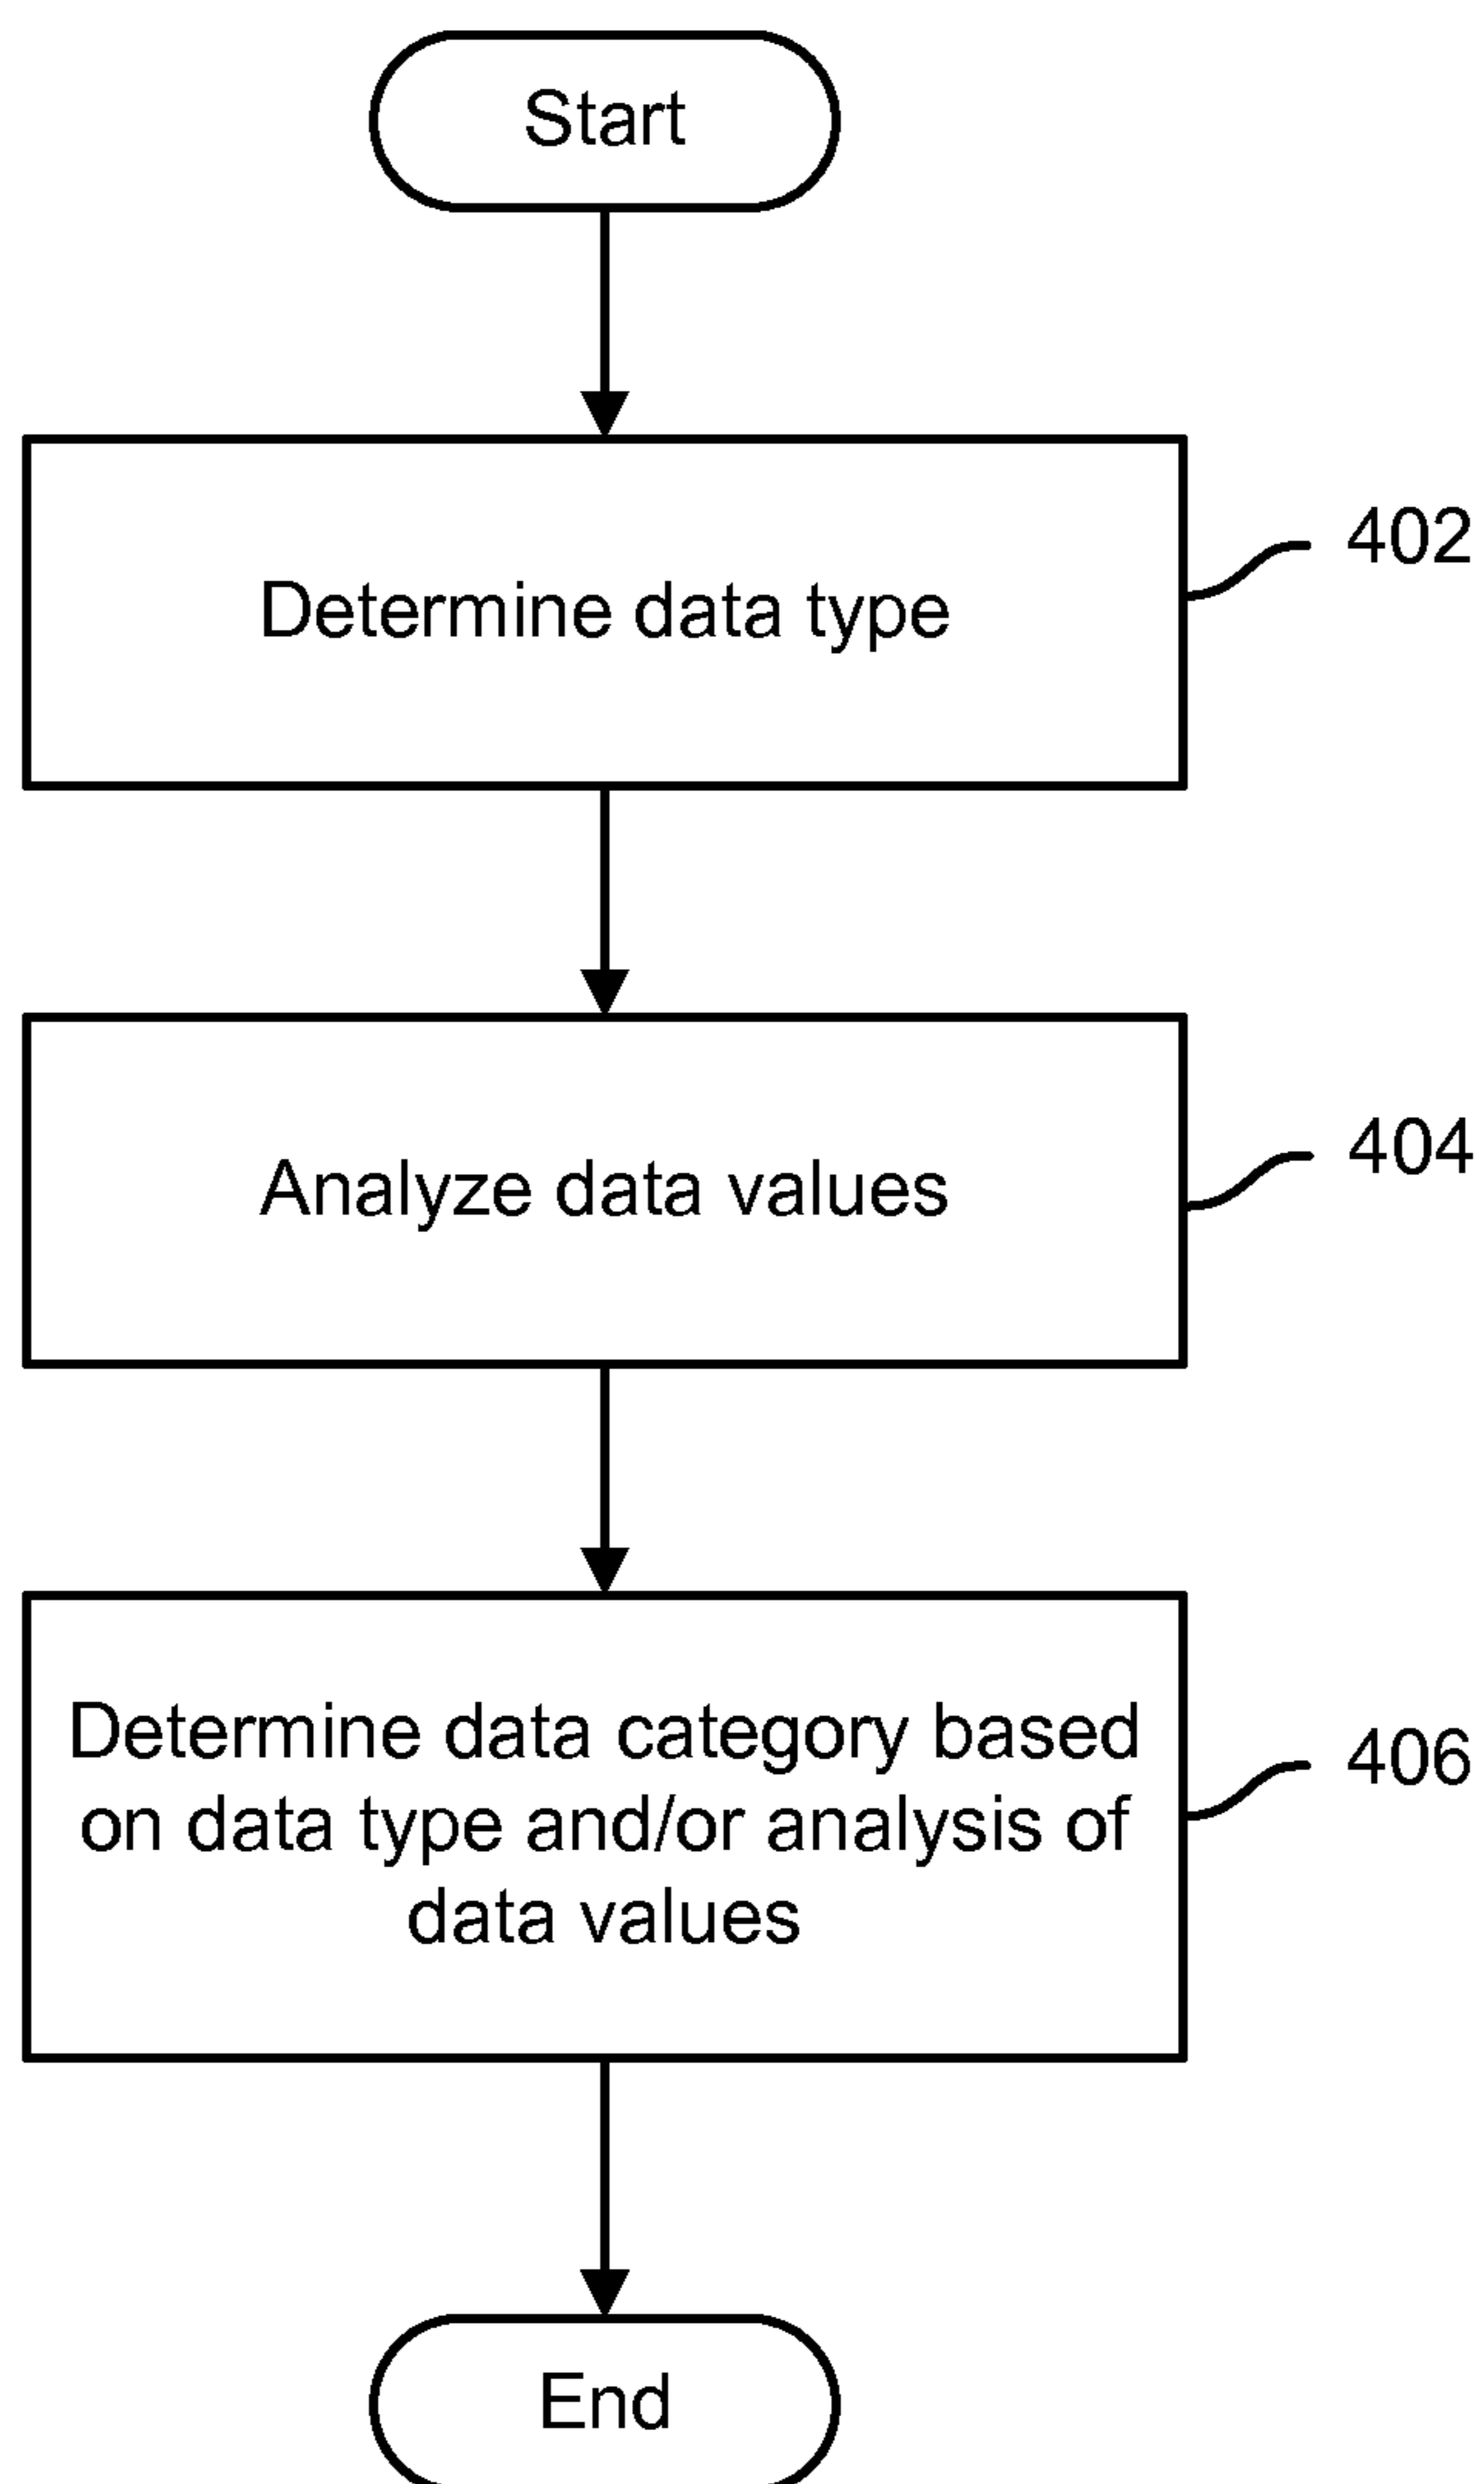 Start
Determine data type
402
Analyze data values
404
Determine data category based
on data type and/or analysis of
data values
406
End